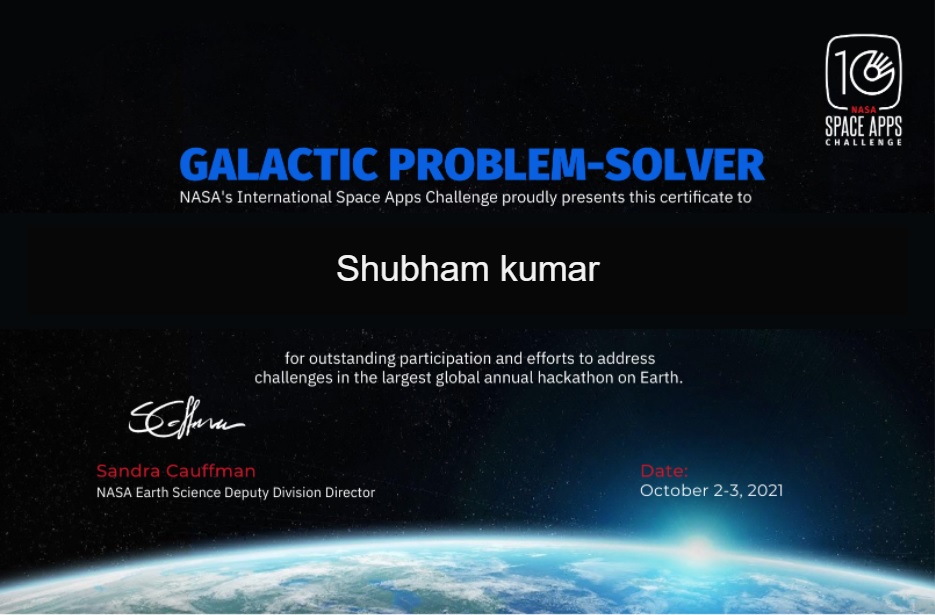 10
NASA
SPACE APPS
CHALLENGE
GALACTIC PROBLEM-SOLVER
NASA's International Space Apps Challenge proudly presents this certificate to
Shubham kumar
for outstanding participation and efforts to address
challenges in the largest global annual hackathon on Earth.
Sandra Cauffman
NASA Earth Science Deputy Division Director
Date:
October 2-3, 2021